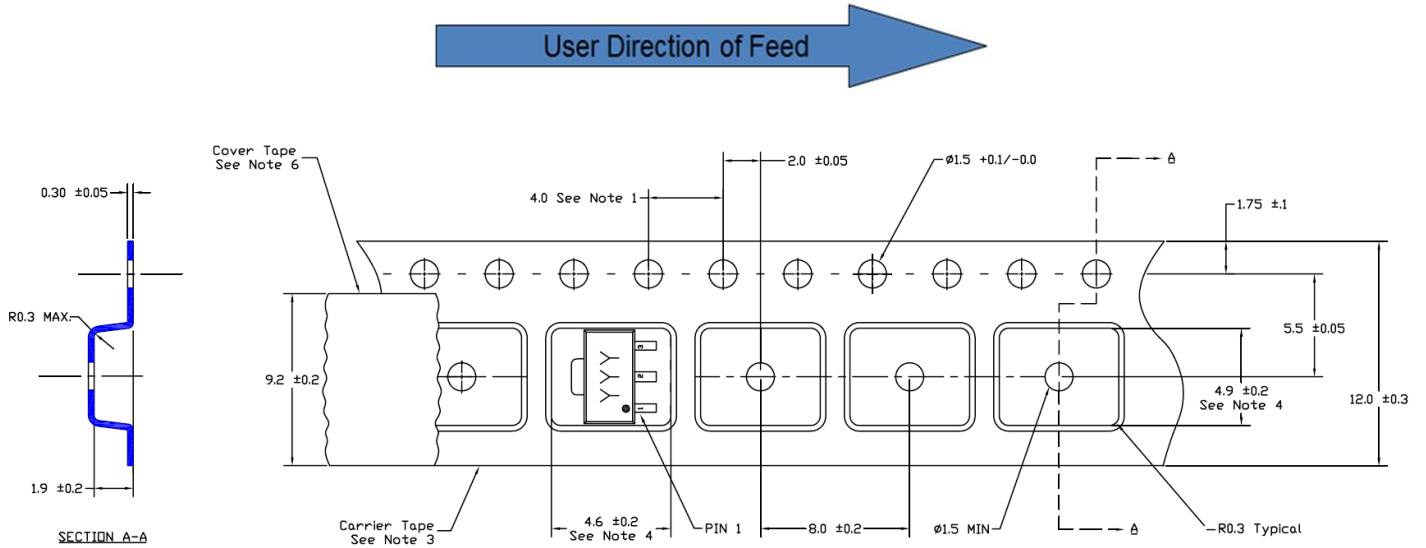 User Direction of Feed
Cover Tape
See Note 6
2.0 ±0.05
Ø1.5 +0.1/-0.0
A
0.30 ±0.05
4.0 See Note 1
1.75 ±.1
R0.3 MAX.
3
YYY
2
1
5.5 ±0.05
9.2 ±0.2
4.9 ±0.2
See Note 4
12.0 ±0.3
1.9 ±0.2
Carrier Tape
See Note 3
4.6 ±0.2
See Note 4
PIN 1
8.0 ±0.2
Ø1.5 MIN
A
R0.3 Typical
SECTION A-A